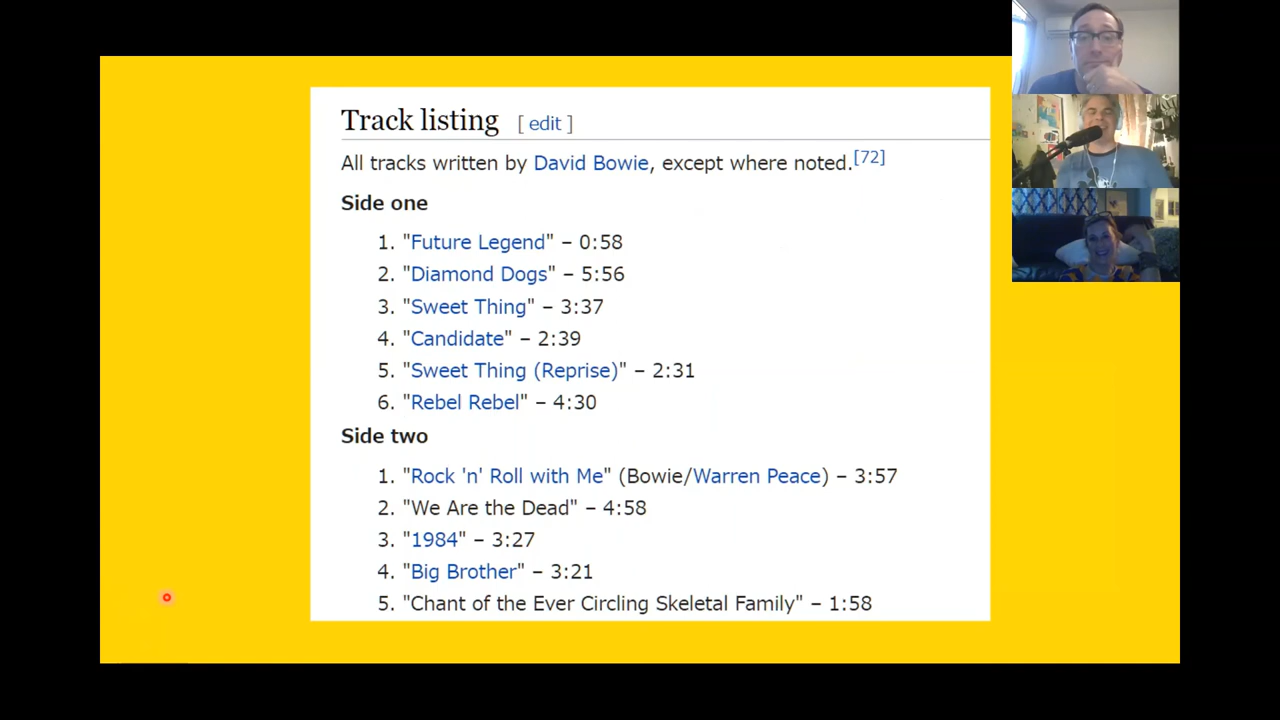 Track listing [ edit ]
All tracks written by David Bowie, except where noted.[72]
Side one
1. "Future Legend" – 0:58
2. "Diamond Dogs" – 5:56
3. "Sweet Thing" – 3:37
4. "Candidate" – 2:39
5. "Sweet Thing (Reprise)" – 2:31
6. "Rebel Rebel" – 4:30
Side two
1. "Rock 'n' Roll with Me" (Bowie/Warren Peace) – 3:57
2. "We Are the Dead" – 4:58
3. "1984" – 3:27
4. "Big Brother" – 3:21
5. "Chant of the Ever Circling Skeletal Family" – 1:58